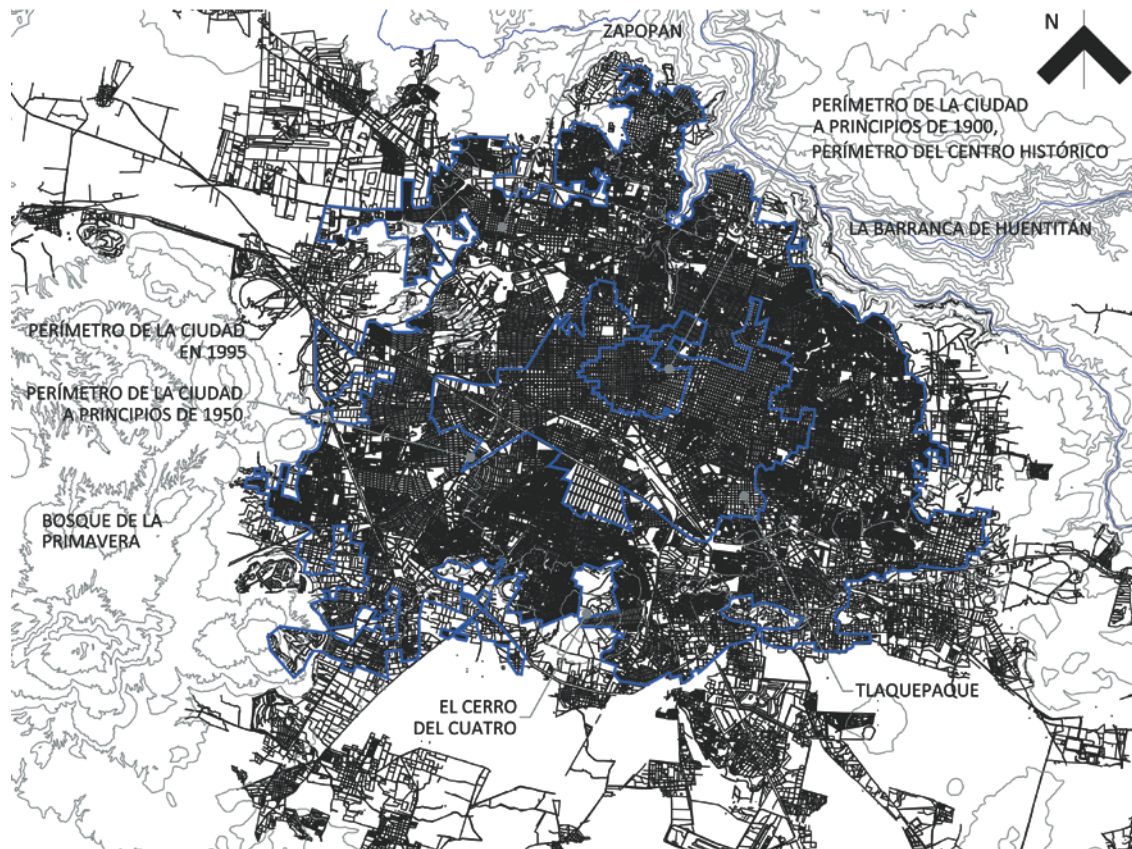 ZAPOPAN
N
PERÍMETRO DE LA CIUDAD
A PRINCIPIOS DE 1900,
PERÍMETRO DEL CENTRO HISTÓRICO
LA BARRANCA DE HUENTITÁN
PERÍMETRO DE LA CIUDAD
EN 1995
PERÍMETRO DE LA CIUDAD
A PRINCIPIOS DE 1950
BOSQUE DE LA
PRIMAVERA
EL CERRO
DEL CUATRO
TLAQUEPAQUE